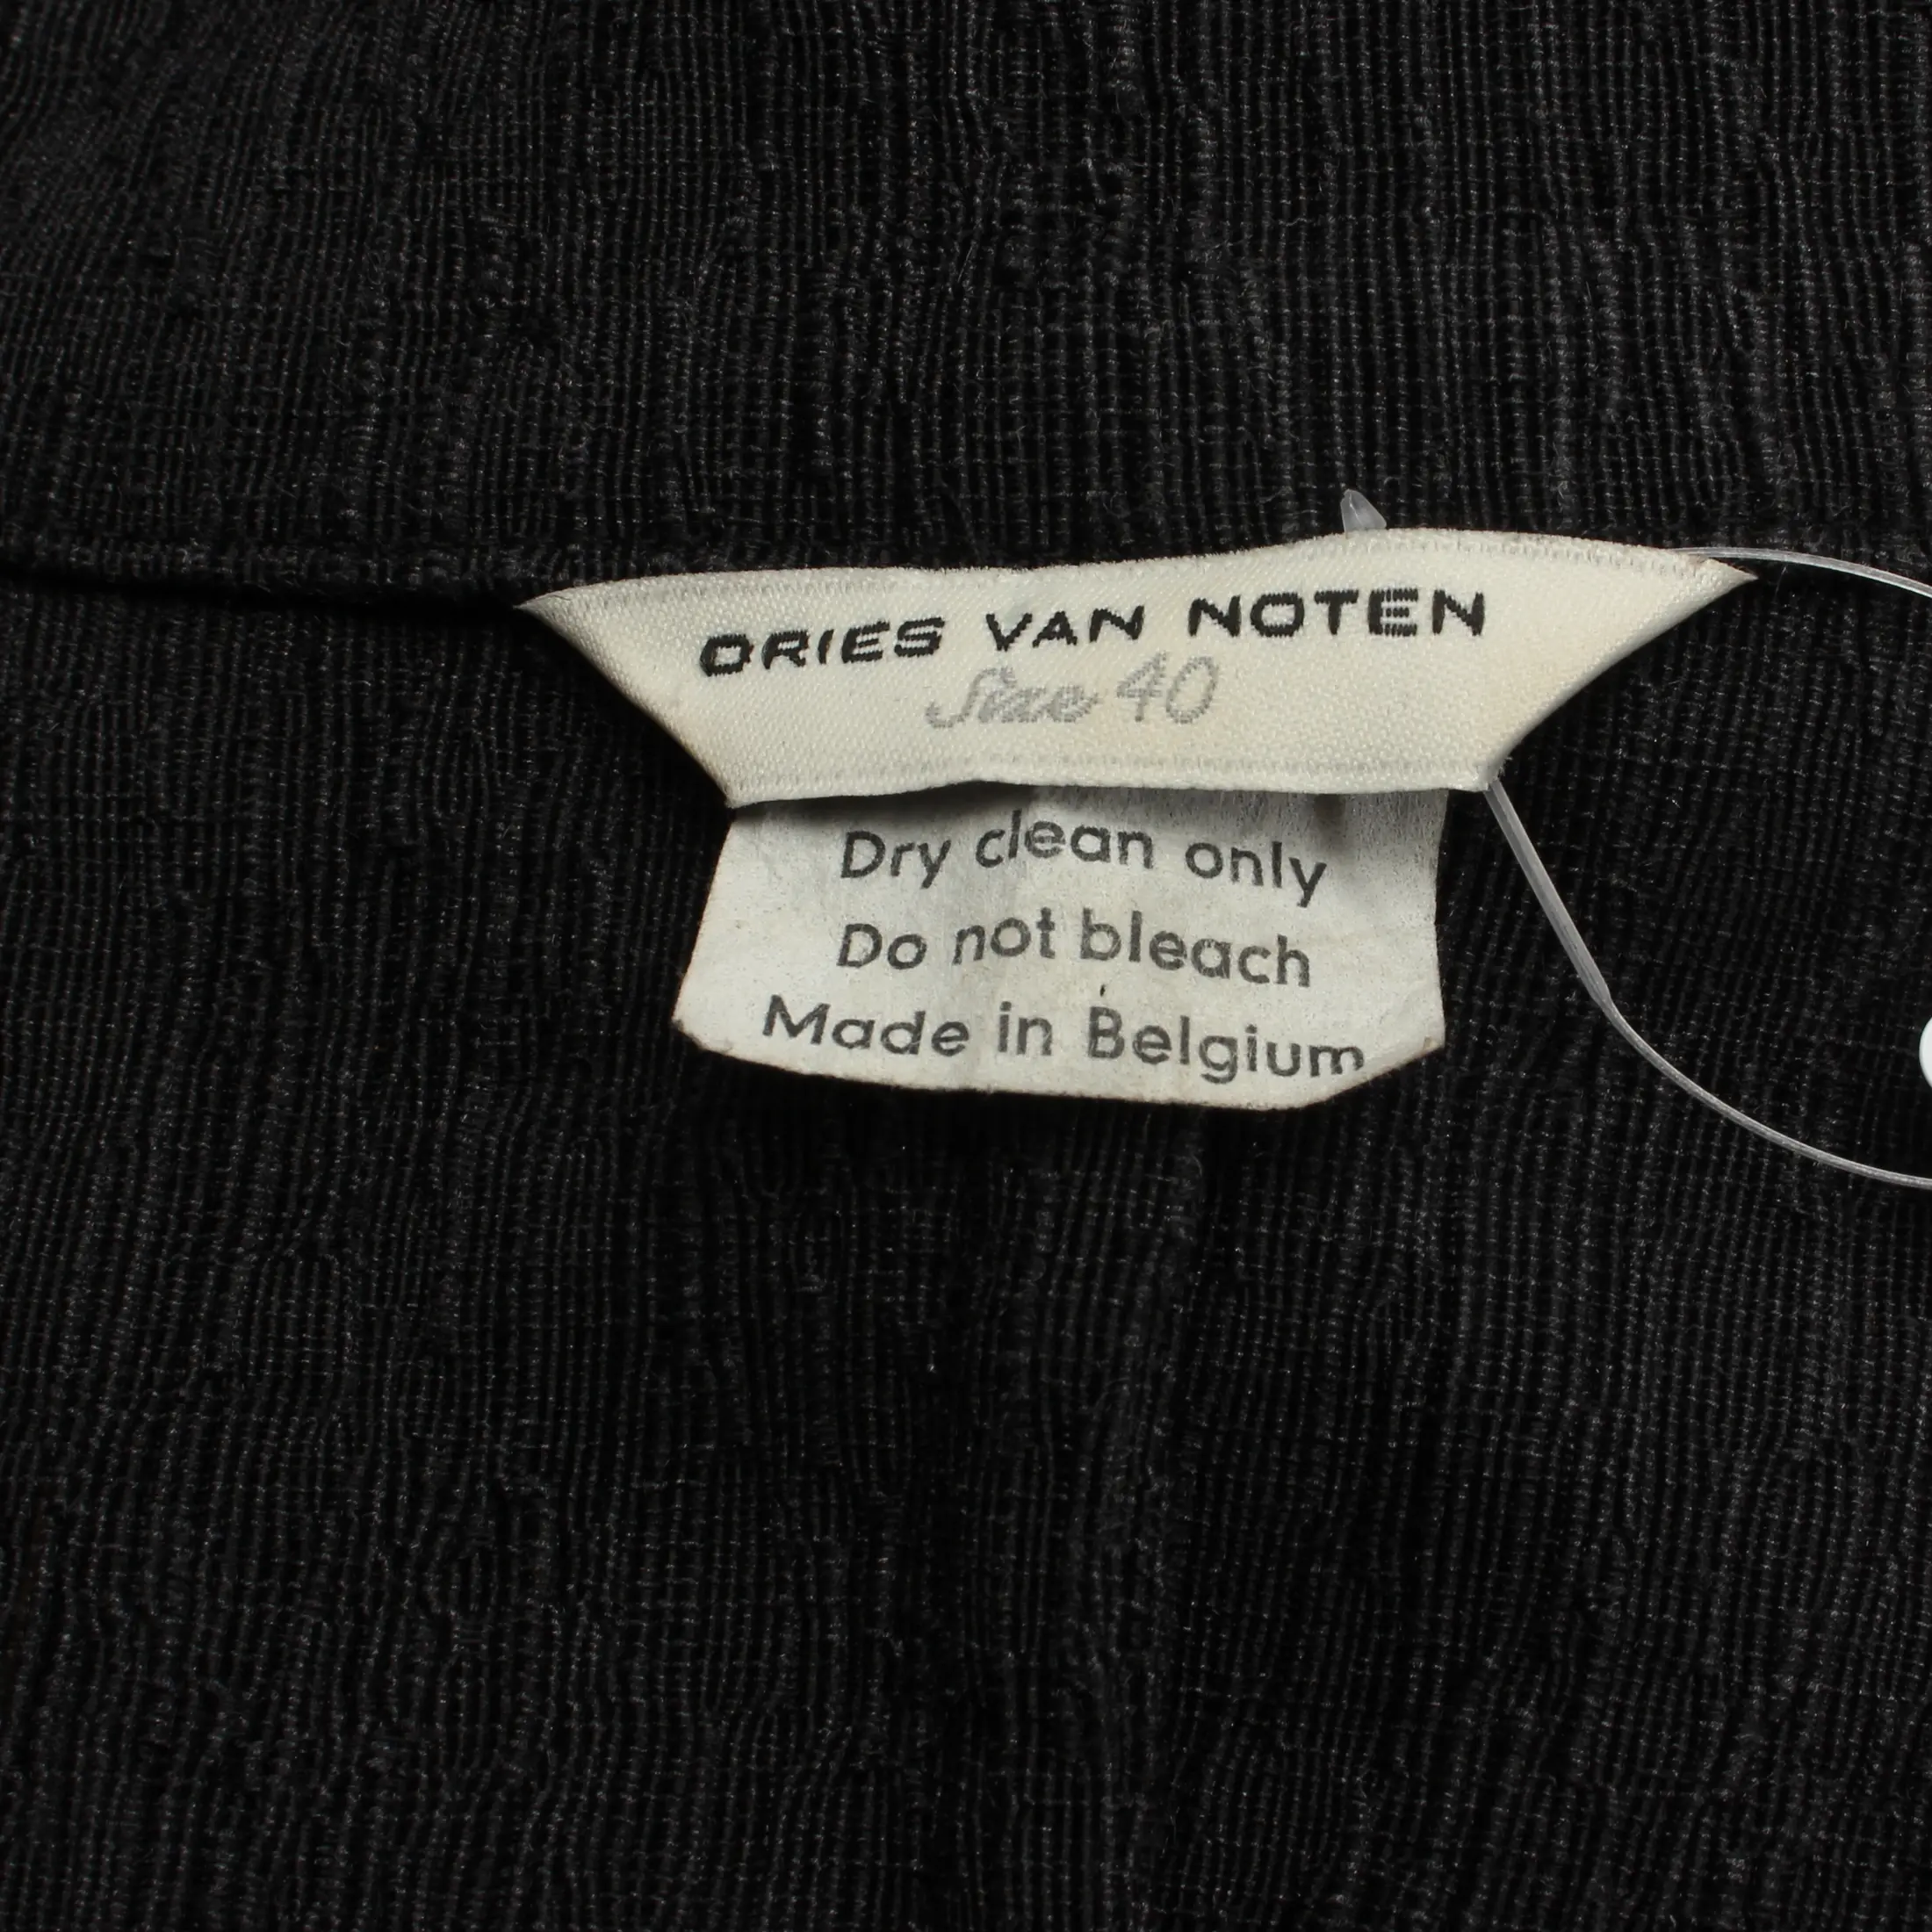 DRIES VAN NOTEN
Size 40
Dry clean only
Do not bleach
Made in Belgium